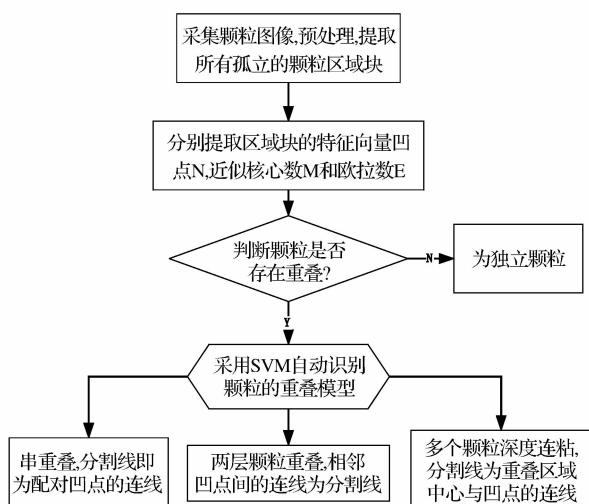 采集颗粒图像,预处理,提取
所有孤立的颗粒区域块
分别提取区域块的特征向量凹
点N,近似核心数M和欧拉数E
判断颗粒是否
存在重叠?
N
为独立颗粒
Y
采用SVM自动识别
颗粒的重叠模型
串重叠,分割线即
为配对凹点的连线
两层颗粒重叠,相邻
凹点间的连线为分割线
多个颗粒深度连粘,
分割线为重叠区域
中心与凹点的连线